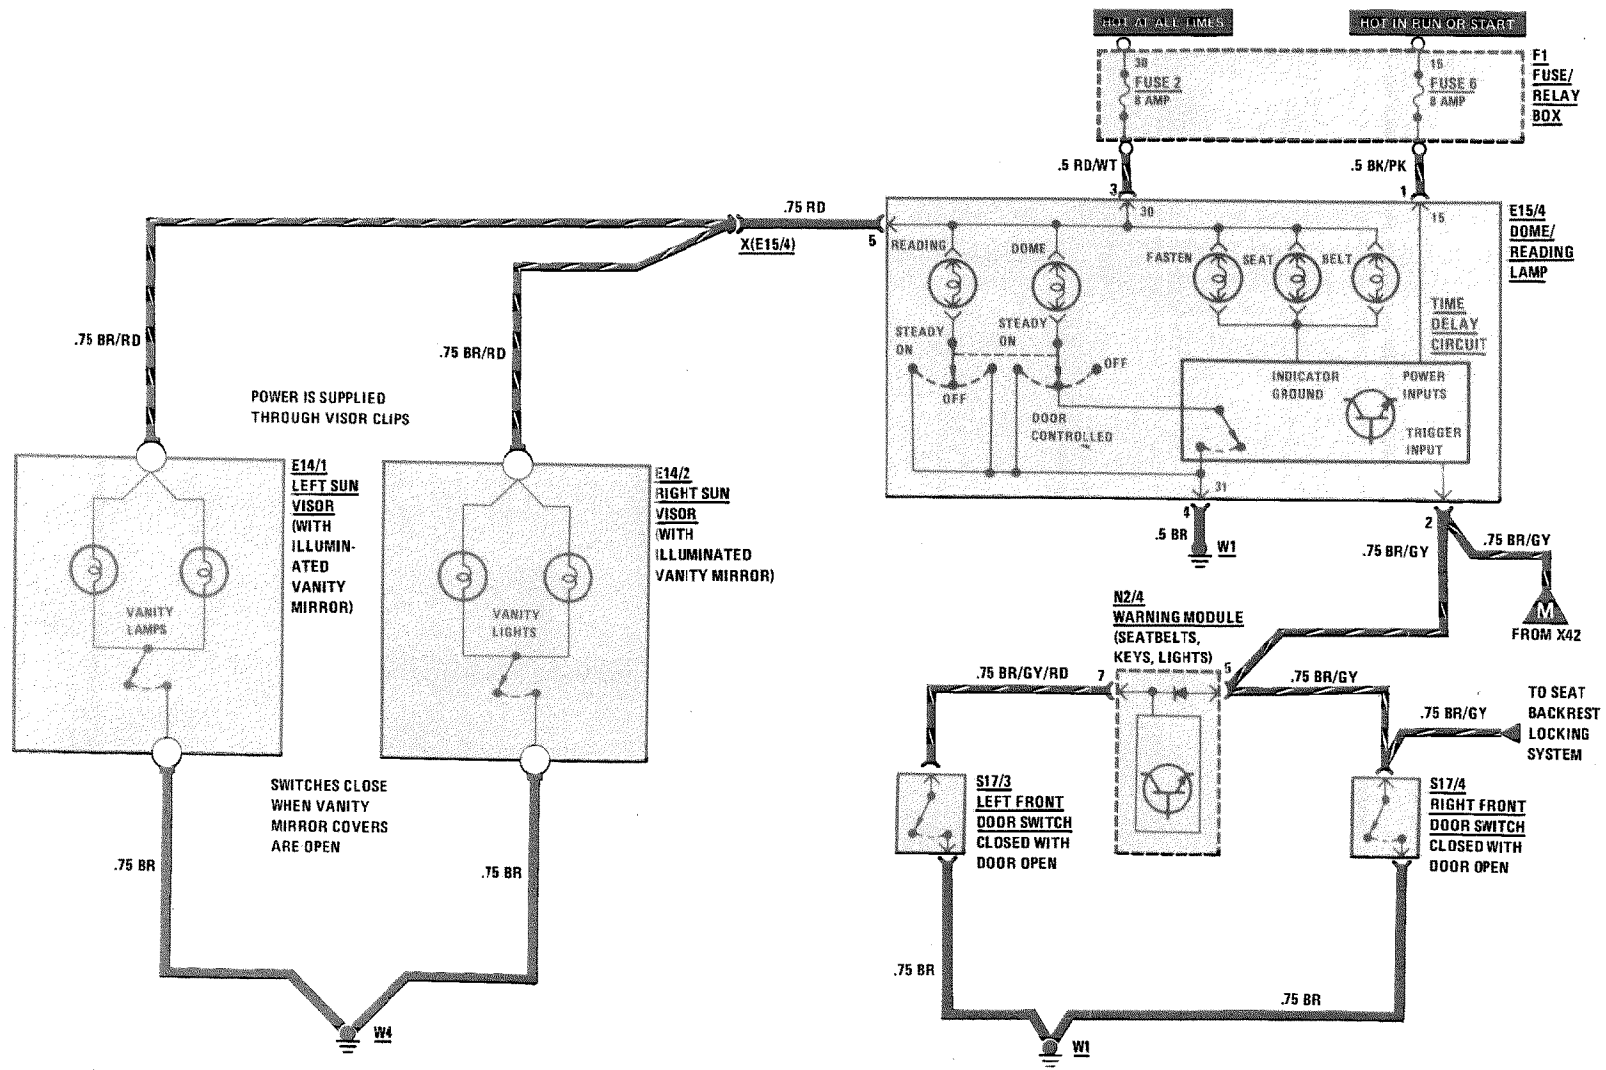 HOT AT ALL TIMES
HOT IN RUN OR START
30
FUSE 2
8 AMP
15
FUSE 6
8 AMP
F1
FUSE/
RELAY
BOX
.5 RD/WT
.5 BK/PK
3
1
30
15
.75 RD
5
X(E15/4)
READING
DOME
FASTEN
SEAT
BELT
E15/4
DOME/
READING
LAMP
STEADY
ON
STEADY
ON
OFF
OFF
TIME
DELAY
CIRCUIT
INDICATOR
GROUND
POWER
INPUTS
TRIGGER
INPUT
DOOR
CONTROLLED
31
4
.5 BR
W1
2
.75 BR/GY
.75 BR/GY
M
FROM X42
.75 BR/RD
.75 BR/RD
POWER IS SUPPLIED
THROUGH VISOR CLIPS
E14/1
LEFT SUN
VISOR
(WITH
ILLUMIN-
ATED
VANITY
MIRROR)
VANITY
LAMPS
E14/2
RIGHT SUN
VISOR
(WITH
ILLUMINATED
VANITY MIRROR)
VANITY
LIGHTS
N2/4
WARNING MODULE
(SEATBELTS,
KEYS, LIGHTS)
.75 BR/GY/RD
7
5
.75 BR/GY
.75 BR/GY
TO SEAT
BACKREST
LOCKING
SYSTEM
S17/3
LEFT FRONT
DOOR SWITCH
CLOSED WITH
DOOR OPEN
S17/4
RIGHT FRONT
DOOR SWITCH
CLOSED WITH
DOOR OPEN
SWITCHES CLOSE
WHEN VANITY
MIRROR COVERS
ARE OPEN
.75 BR
.75 BR
.75 BR
.75 BR
W4
W1